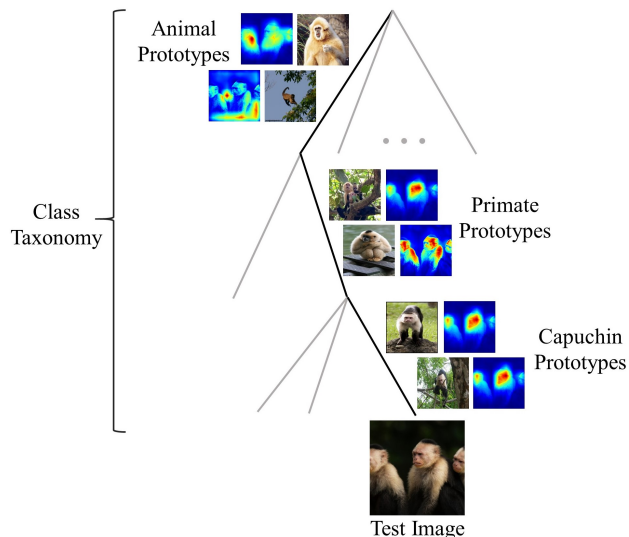 Animal
Prototypes
Class
Taxonomy
Primate
Prototypes
Capuchin
Prototypes
Test Image